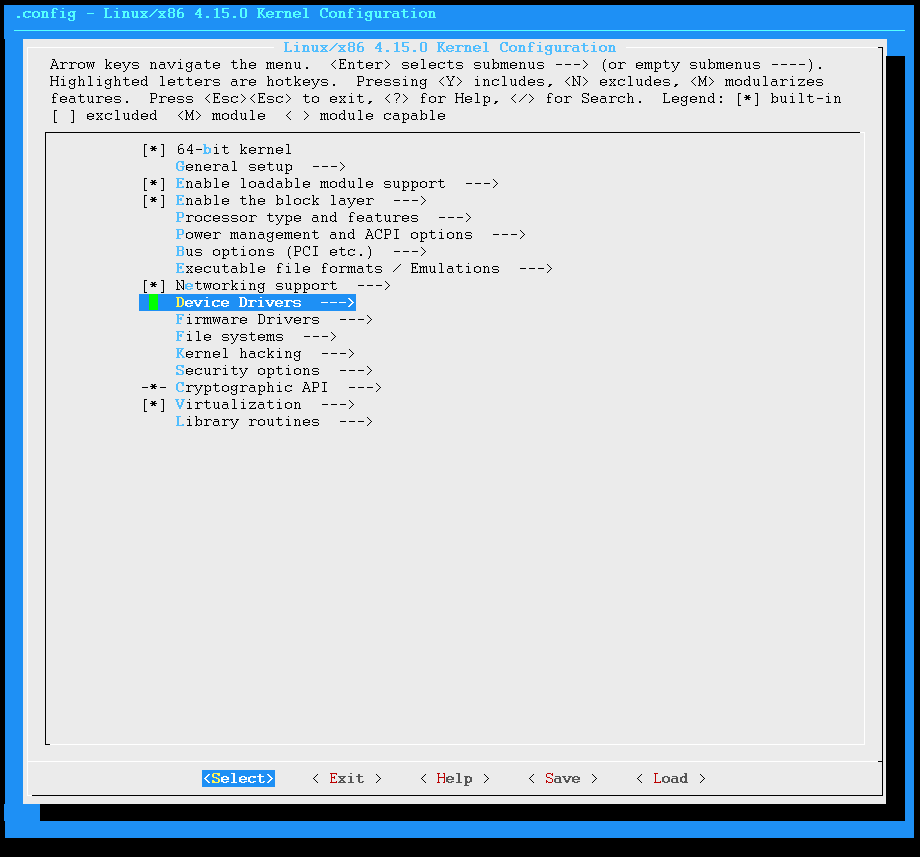 .config - Linux/x86 4.15.0 Kernel Configuration
Linux/x86 4.15.0 Kernel Configuration
Arrow keys navigate the menu.  <Enter> selects submenus ---> (or empty submenus ----).
Highlighted letters are hotkeys.  Pressing <Y> includes, <N> excludes, <M> modularizes
features.  Press <Esc><Esc> to exit, <?> for Help, </> for Search.  Legend: [*] built-in
[ ] excluded  <M> module  < > module capable
[*] 64-bit kernel
General setup  --->
[*] Enable loadable module support  --->
[*] Enable the block layer  --->
Processor type and features  --->
Power management and ACPI options  --->
Bus options (PCI etc.)  --->
Executable file formats / Emulations  --->
[*] Networking support  --->
Device Drivers  --->
Firmware Drivers  --->
File systems  --->
Kernel hacking  --->
Security options  --->
-*- Cryptographic API  --->
[*] Virtualization  --->
Library routines  --->
<Select>    < Exit >    < Help >    < Save >    < Load >